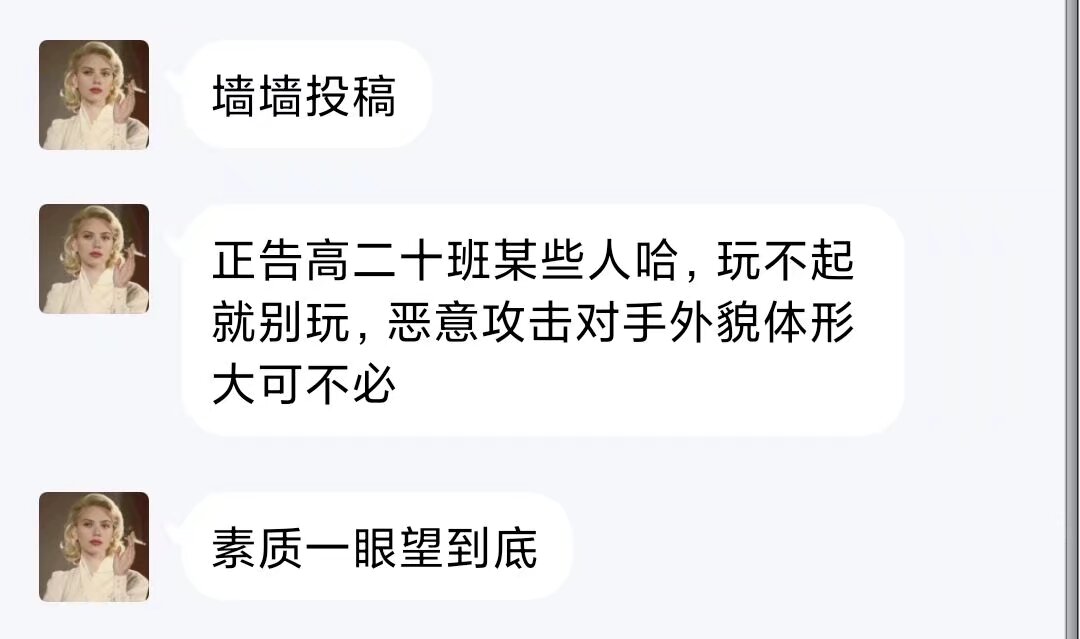 墙墙投稿
正告高二十班某些人哈，玩不起
就别玩，恶意攻击对手外貌体形
大可不必
素质一眼望到底